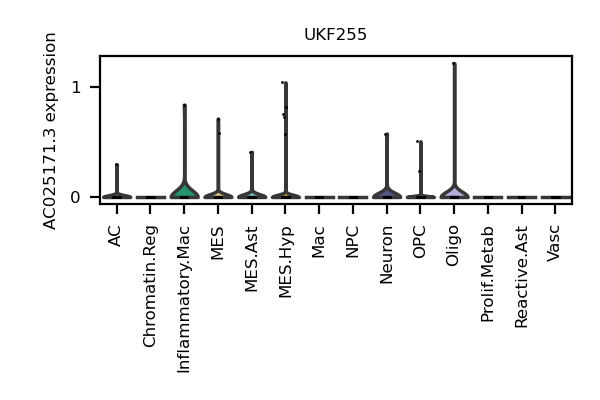 UKF255
AC025171.3 expression
1
0
AC
Chromatin.Reg
Inflammatory.Mac
MES
MES.Ast
MES.Hyp
Mac
NPC
Neuron
OPC
Oligo
Prolif.Metab
Reactive.Ast
Vasc